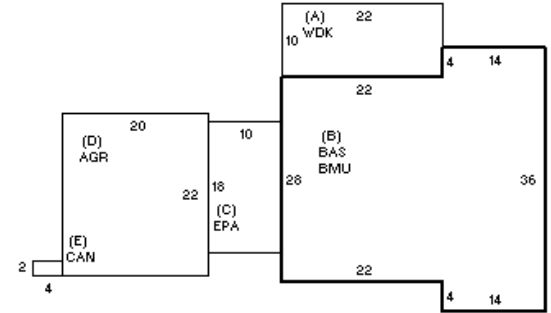 (A) 22
10 WDK
4 14
22
20
(D)
AGR
10
(B)
BAS
BMU
22 18
28
36
(C)
EPA
(E)
CAN
2
4
22
4 14